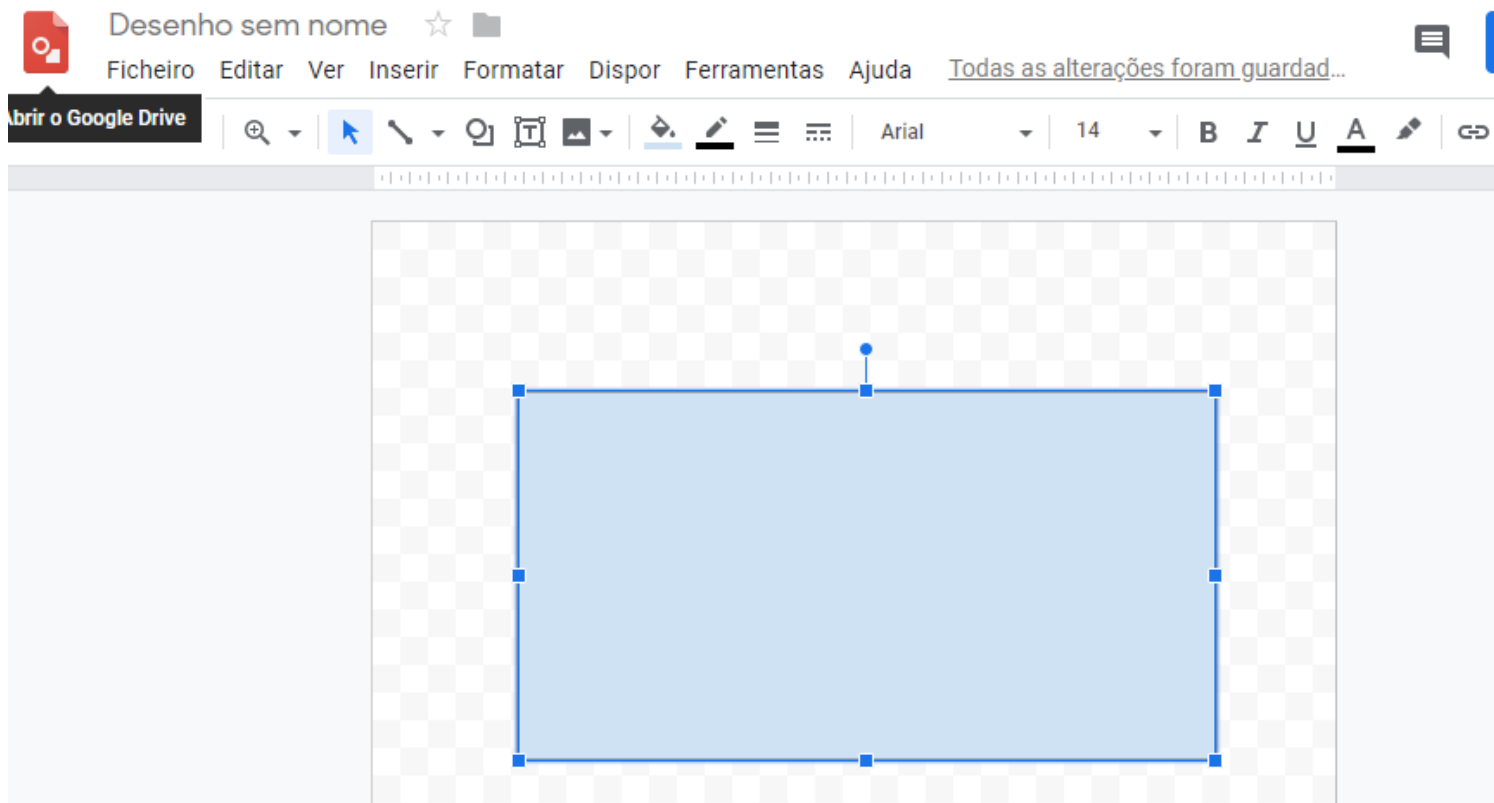 Desenho sem nome
Ficheiro Editar Ver Inserir Formatar Dispor Ferramentas Ajuda Todas as alterações foram guardad...
Abrir o Google Drive
Arial 14 B I U A